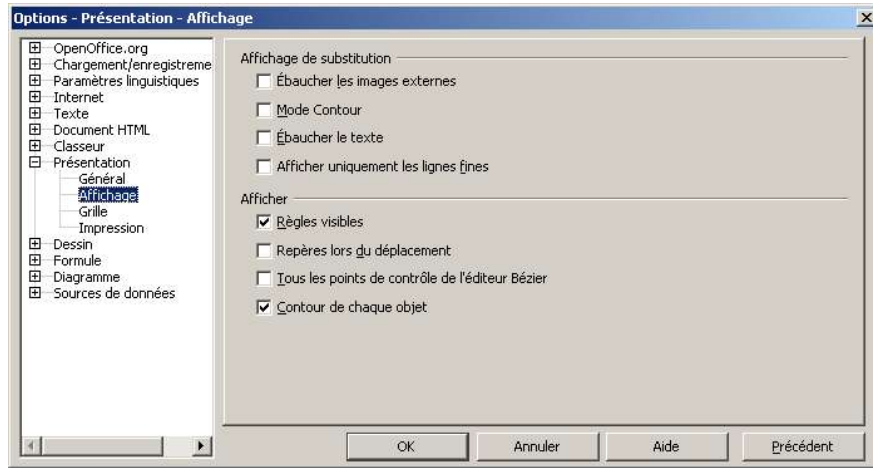 Options - Présentation - Affichage
OpenOffice.org
Chargement/enregistreme
Paramètres linguistiques
Internet
Texte
Document HTML
Classeur
Présentation
Général
Affichage
Grille
Impression
Dessin
Formule
Diagramme
Sources de données
Affichage de substitution
Ébaucher les images externes
Mode Contour
Ébaucher le texte
Afficher uniquement les lignes fines
Afficher
Règles visibles
Repères lors du déplacement
Tous les points de contrôle de l'éditeur Bézier
Contour de chaque objet
OK
Annuler
Aide
Précédent